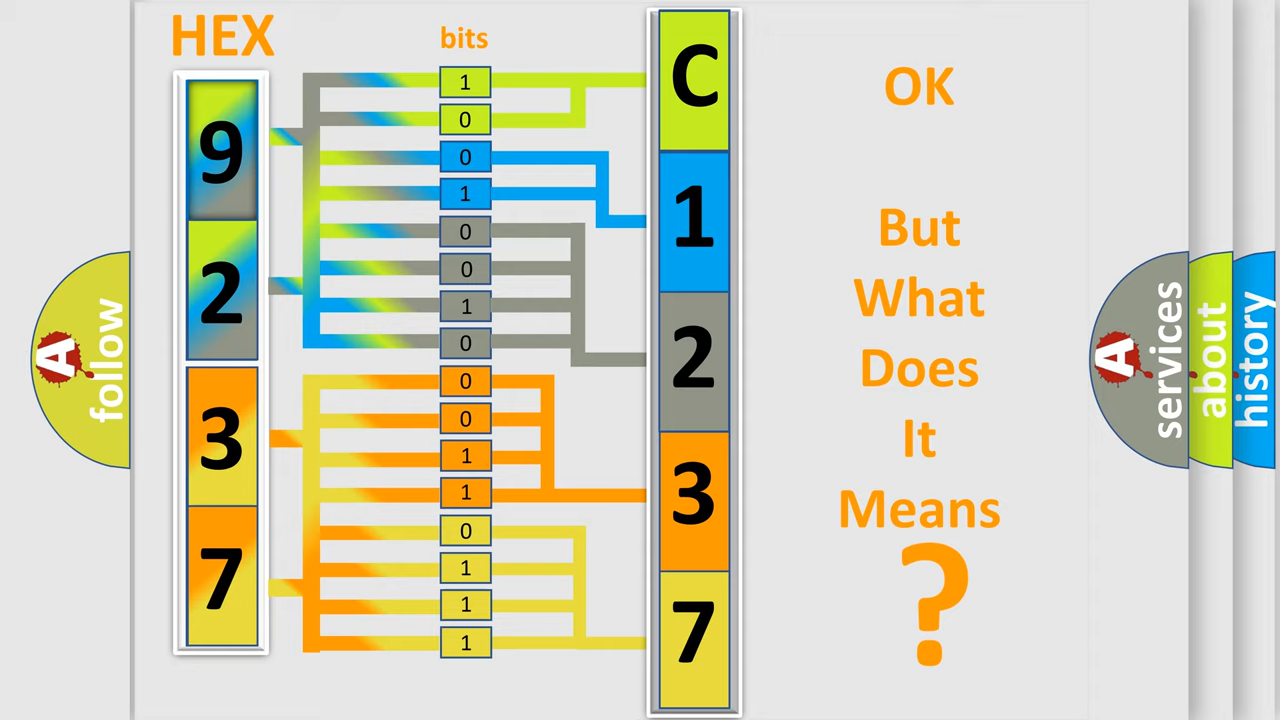 HEX
bits
9
2
3
7
1
0
0
1
0
0
1
0
0
0
1
1
0
1
1
1
C
1
2
3
7
OK
But
What
Does
It
Means
?
A
follow
A
services
about
history